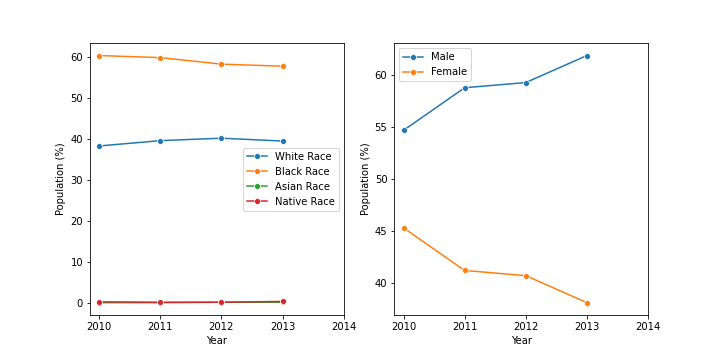 Population (%)
60
50
40
30
20
10
0
White Race
Black Race
Asian Race
Native Race
2010 2011 2012 2013 2014
Year
Population (%)
60
55
50
45
40
Male
Female
2010 2011 2012 2013 2014
Year